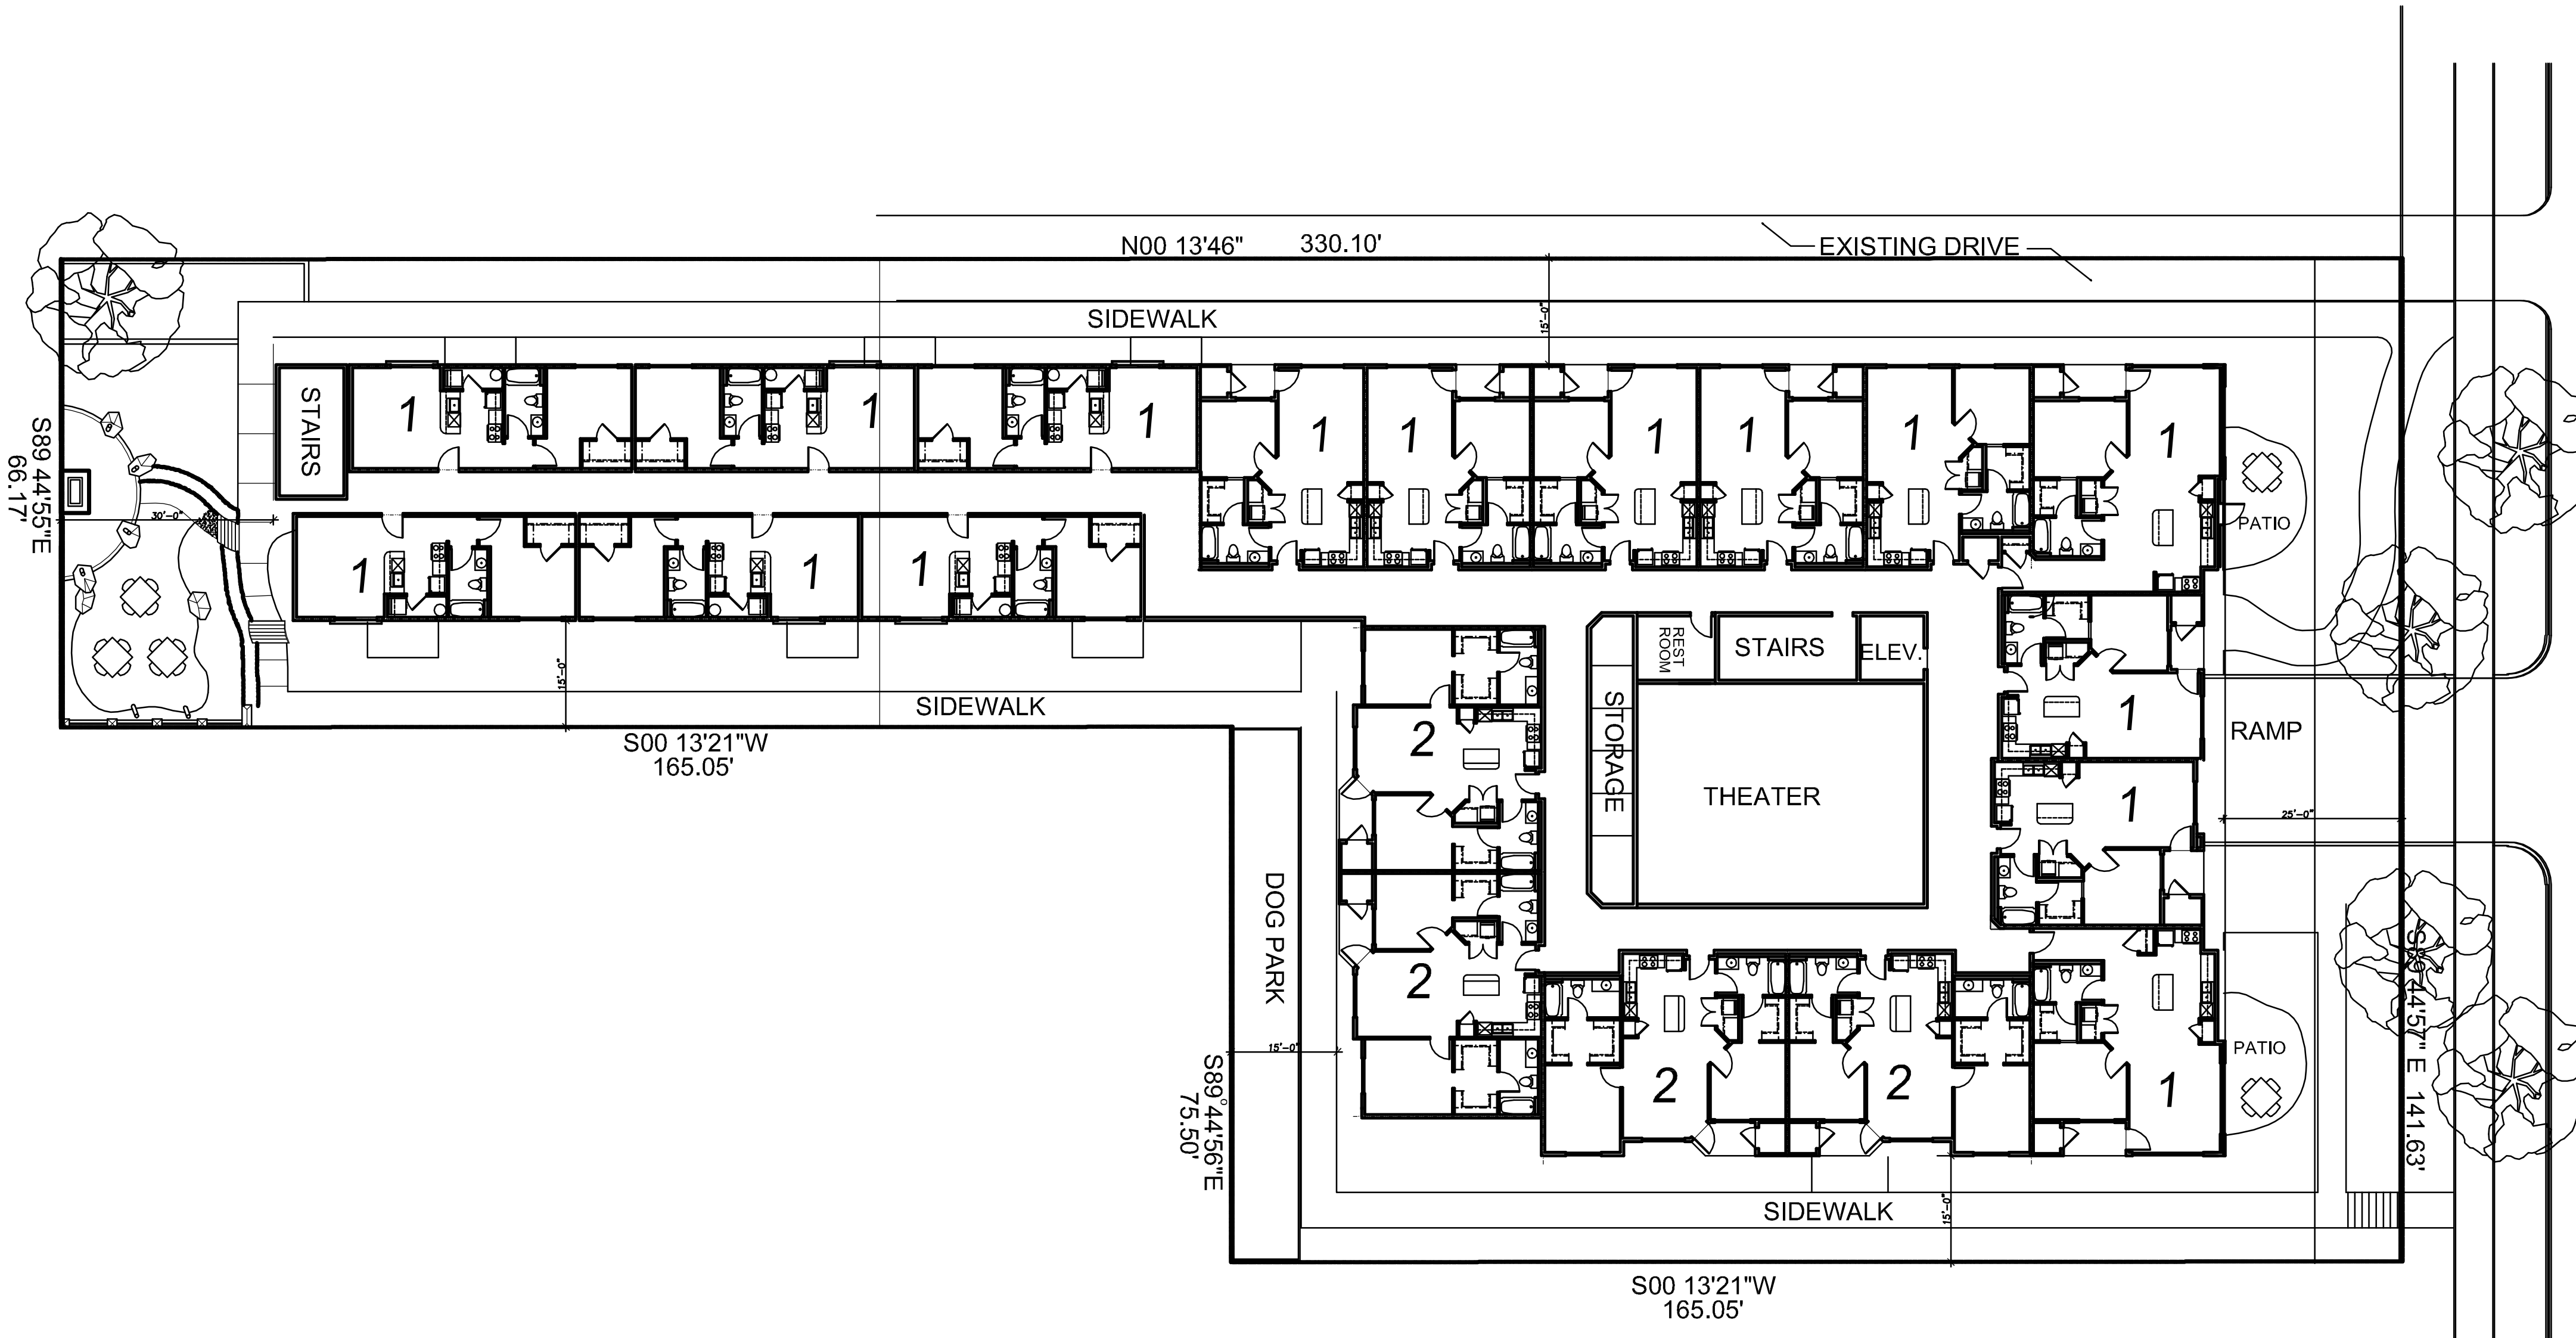 N00 13'46" 330.10'
EXISTING DRIVE
SIDEWALK
15'-0"
STAIRS
1
1
1
1
1
1
1
1
1
S89 44'55"E
66.17'
30'-0"
PATIO
1
1
1
REST
ROOM
STAIRS
ELEV.
15'-0"
SIDEWALK
S00 13'21"W
165.05'
2
STORAGE
THEATER
1
RAMP
1
25'-0"
DOG PARK
2
S89 44'57" E 141.63'
15'-0"
S89°44'56"E
75.50'
2
2
1
PATIO
SIDEWALK
15'-0"
S00 13'21"W
165.05'